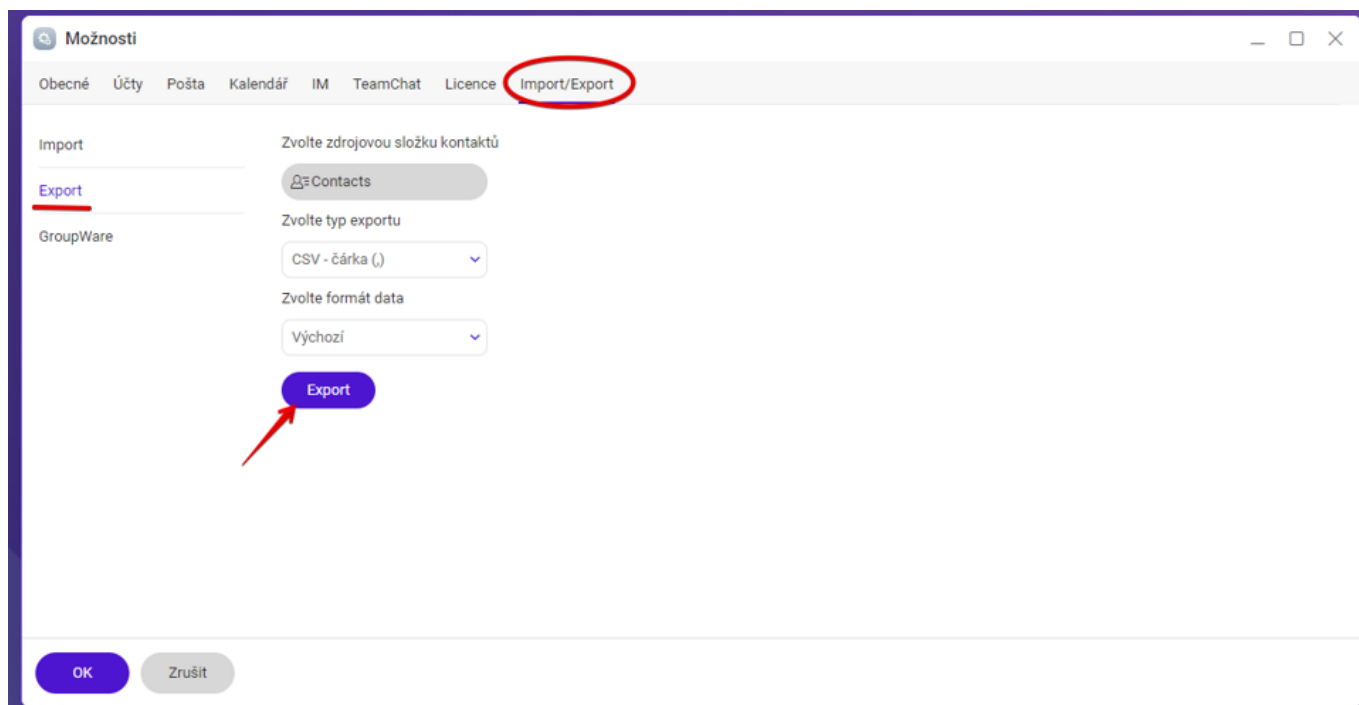 Možnosti
Obecné Účty Pošta Kalendář IM TeamChat Licence Import/Export
Import
Export
GroupWare
Zvolte zdrojovou složku kontaktů
Contacts
Zvolte typ exportu
CSV - čárka (,)
Zvolte formát data
Výchozí
Export
OK Zrušit